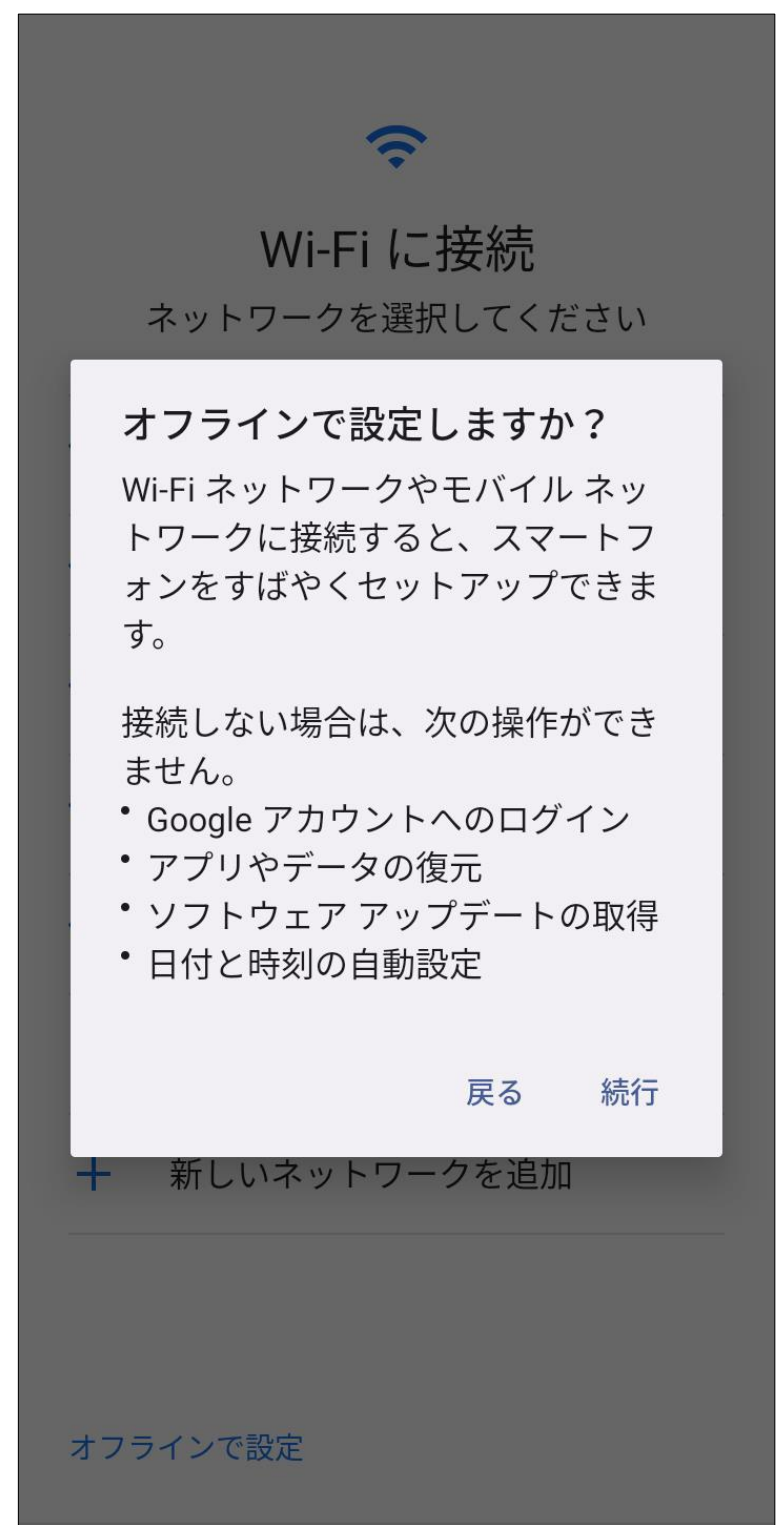 Wi-Fi に接続
ネットワークを選択してください
オフラインで設定しますか？
Wi-Fi ネットワークやモバイル ネッ
トワークに接続すると、スマートフ
ォンをすばやくセットアップできま
す。
接続しない場合は、次の操作ができ
ません。
• Google アカウントへのログイン
• アプリやデータの復元
• ソフトウェア アップデートの取得
• 日付と時刻の自動設定
戻る 続行
新しいネットワークを追加
オフラインで設定